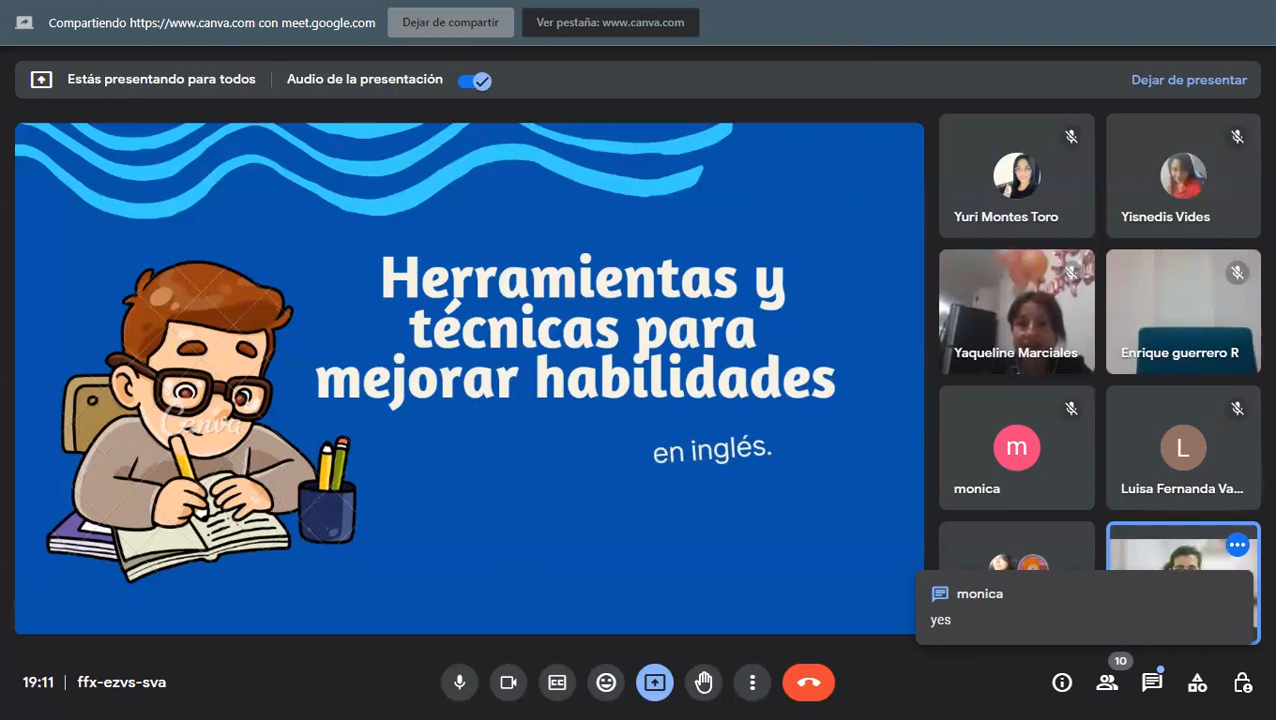 Compartiendo https://www.canva.com con meet.google.com
Dejar de compartir
Ver pestaña: www.canva.com
Estás presentando para todos
Audio de la presentación
Dejar de presentar
Herramientas y
técnicas para
mejorar habilidades
en inglés.
Canva
Yuri Montes Toro
Yisnedis Vides
Yaqueline Marciales
Enrique guerrero R
m
monica
L
Luisa Fernanda Va...
monica
yes
19:11 | ffx-ezvs-sva
10